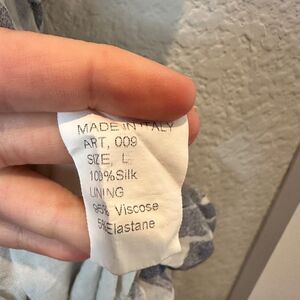 MADE IN ITALY
ART, 009
SIZE, L
100%Silk
LINING
95% Viscose
5%Elastane